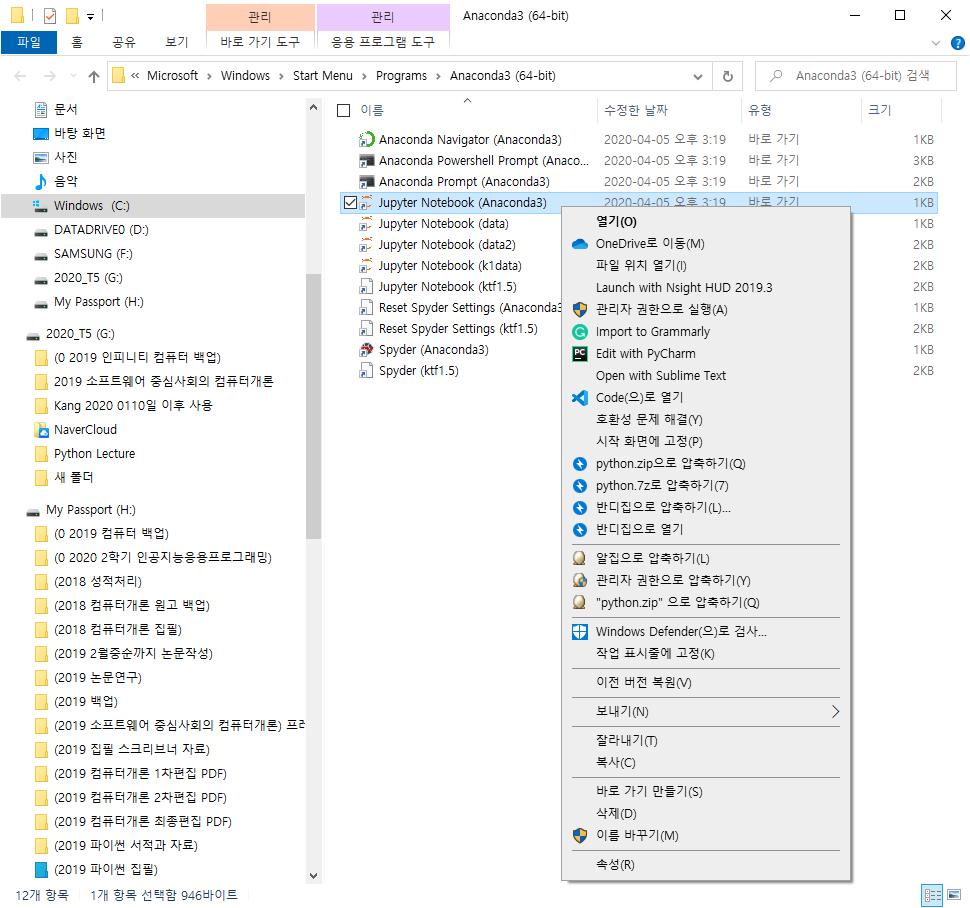 관리
관리
Anaconda3 (64-bit)
파일
홈
공유
보기
바로 가기 도구
응용 프로그램 도구
« Microsoft › Windows › Start Menu › Programs › Anaconda3 (64-bit)
Anaconda3 (64-bit) 검색
문서
바탕 화면
사진
음악
Windows (C:)
DATADRIVE0 (D:)
SAMSUNG (F:)
2020_T5 (G:)
My Passport (H:)
2020_T5 (G:)
(0 2019 인피니티 컴퓨터 백업)
2019 소프트웨어 중심사회의 컴퓨터개론
Kang 2020 0110일 이후 사용
NaverCloud
Python Lecture
새 폴더
My Passport (H:)
(0 2019 컴퓨터 백업)
(0 2020 2학기 인공지능응용프로그래밍)
(2018 성적처리)
(2018 컴퓨터개론 원고 백업)
(2018 컴퓨터개론 집필)
(2019 2월중순까지 논문작성)
(2019 논문연구)
(2019 백업)
(2019 소프트웨어 중심사회의 컴퓨터개론) 프러
(2019 집필 스크리브너 자료)
(2019 컴퓨터개론 1차편집 PDF)
(2019 컴퓨터개론 2차편집 PDF)
(2019 컴퓨터개론 최종편집 PDF)
(2019 파이썬 서적과 자료)
(2019 파이썬 집필)
이름 수정한 날짜 유형 크기
Anaconda Navigator (Anaconda3) 2020-04-05 오후 3:19 바로 가기 1KB
Anaconda Powershell Prompt (Anaco... 2020-04-05 오후 3:19 바로 가기 3KB
Anaconda Prompt (Anaconda3) 2020-04-05 오후 3:19 바로 가기 2KB
Jupyter Notebook (Anaconda3) 2020-04-05 오후 3:19 바로 가기 1KB
Jupyter Notebook (data) 1KB
Jupyter Notebook (data2) 2KB
Jupyter Notebook (k1data) 2KB
Jupyter Notebook (ktf1.5) 2KB
Reset Spyder Settings (Anaconda3 1KB
Reset Spyder Settings (ktf1.5) 2KB
Spyder (Anaconda3) 1KB
Spyder (ktf1.5) 2KB
열기(O)
OneDrive로 이동(M)
파일 위치 열기(I)
Launch with Nsight HUD 2019.3
관리자 권한으로 실행(A)
Import to Grammarly
Edit with PyCharm
Open with Sublime Text
Code(으)로 열기
호환성 문제 해결(Y)
시작 화면에 고정(P)
python.zip으로 압축하기(Q)
python.7z로 압축하기(7)
반디집으로 압축하기(L)...
반디집으로 열기
알집으로 압축하기(L)
관리자 권한으로 압축하기(Y)
"python.zip" 으로 압축하기(Q)
Windows Defender(으)로 검사...
작업 표시줄에 고정(K)
이전 버전 복원(V)
보내기(N)
잘라내기(T)
복사(C)
바로 가기 만들기(S)
삭제(D)
이름 바꾸기(M)
속성(R)
12개 항목
1개 항목 선택함 946바이트